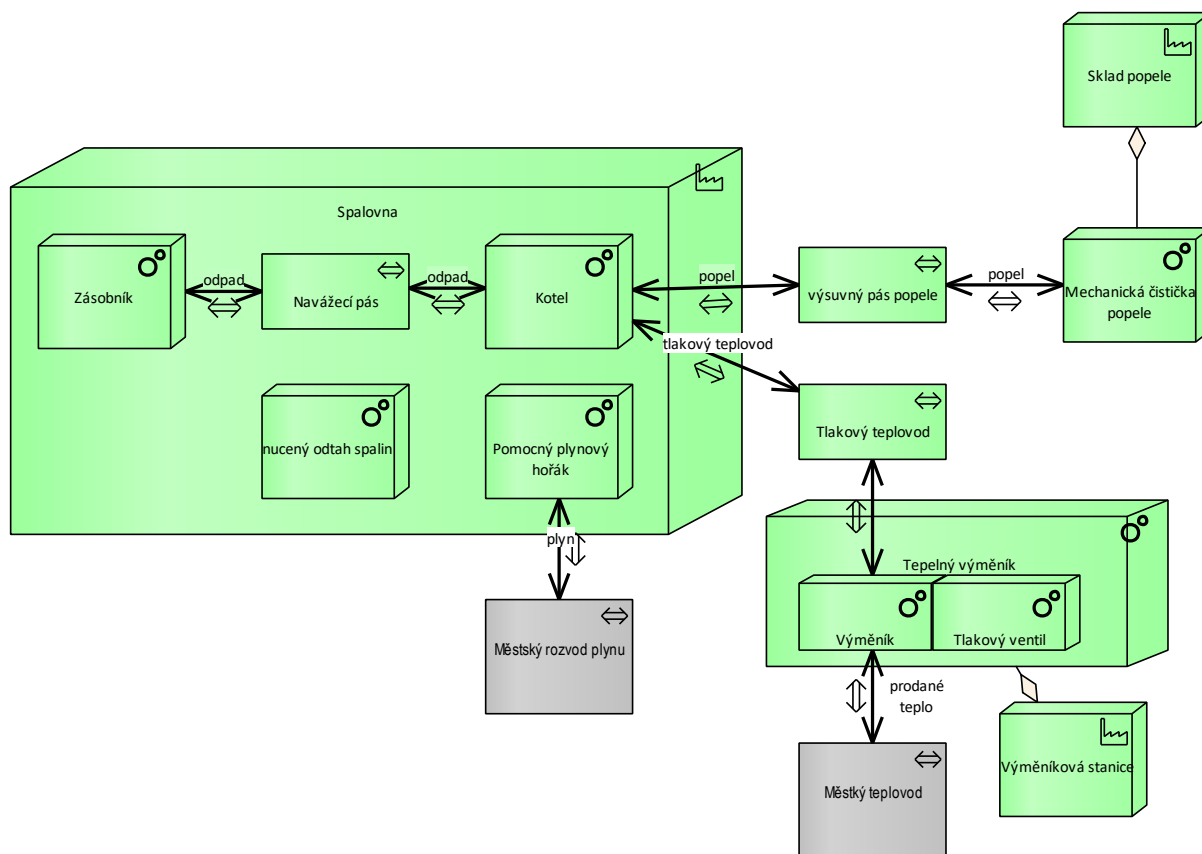 Sklad popele
Spalovna
Zásobník
odpad
Navážecí pás
odpad
Kotel
popel
výsuvný pás popele
popel
Mechanická čistička
popele
tlakový teplovod
nucený odtah spalin
Pomocný plynový
hořák
Tlakový teplovod
plyn
Tepelný výměník
Výměník
Tlakový ventil
Městský rozvod plynu
prodané
teplo
Výměníková stanice
Městký teplovod